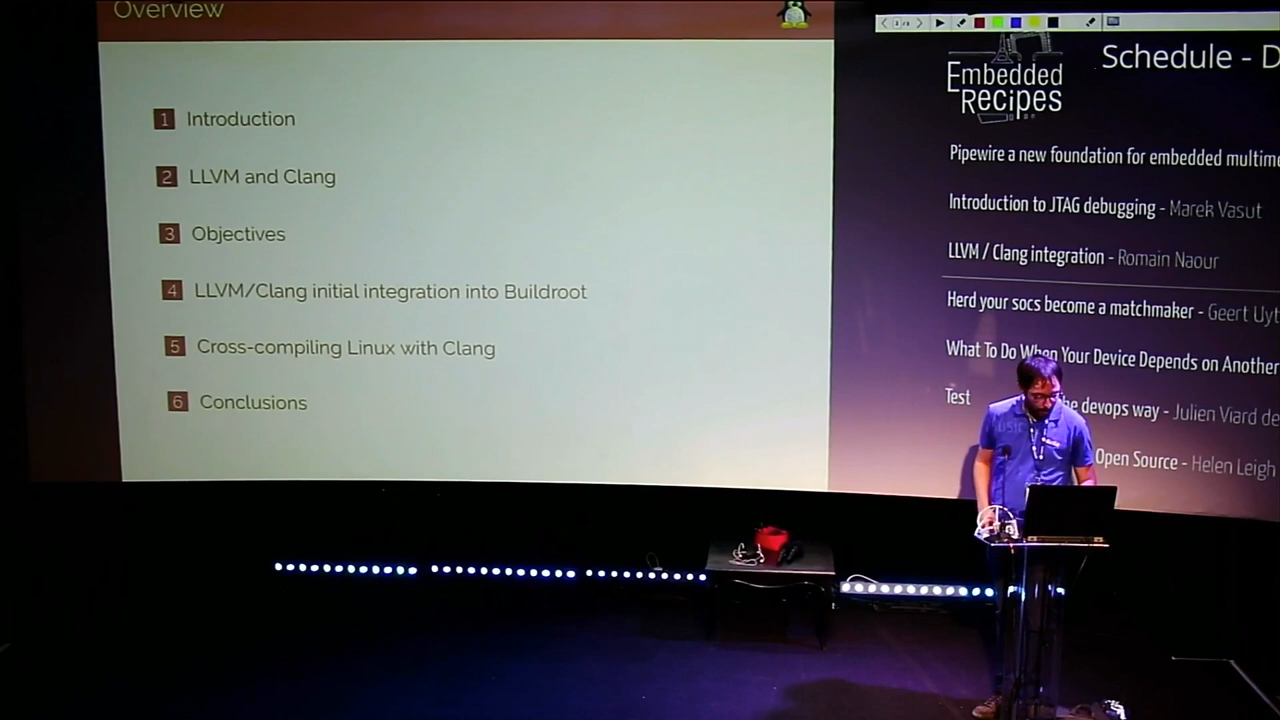 Overview
1 Introduction
2 LLVM and Clang
3 Objectives
4 LLVM/Clang initial integration into Buildroot
5 Cross-compiling Linux with Clang
6 Conclusions
Embedded
Recipes
Schedule - D
Pipewire a new foundation for embedded multime
Introduction to JTAG debugging - Marek Vasut
LLVM / Clang integration - Romain Naour
Herd your socs become a matchmaker - Geert Uyt
What To Do When Your Device Depends on Another
Test he devops way - Julien Viard de
Open Source - Helen Leigh